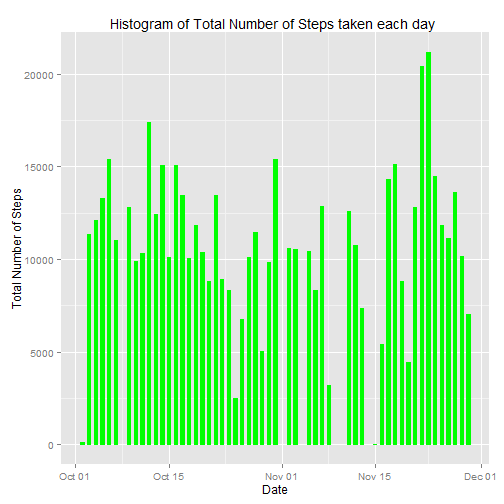 Histogram of Total Number of Steps taken each day
Total Number of Steps
20000
15000
10000
5000
0
Oct 01
Oct 15
Nov 01
Nov 15
Dec 01
Date